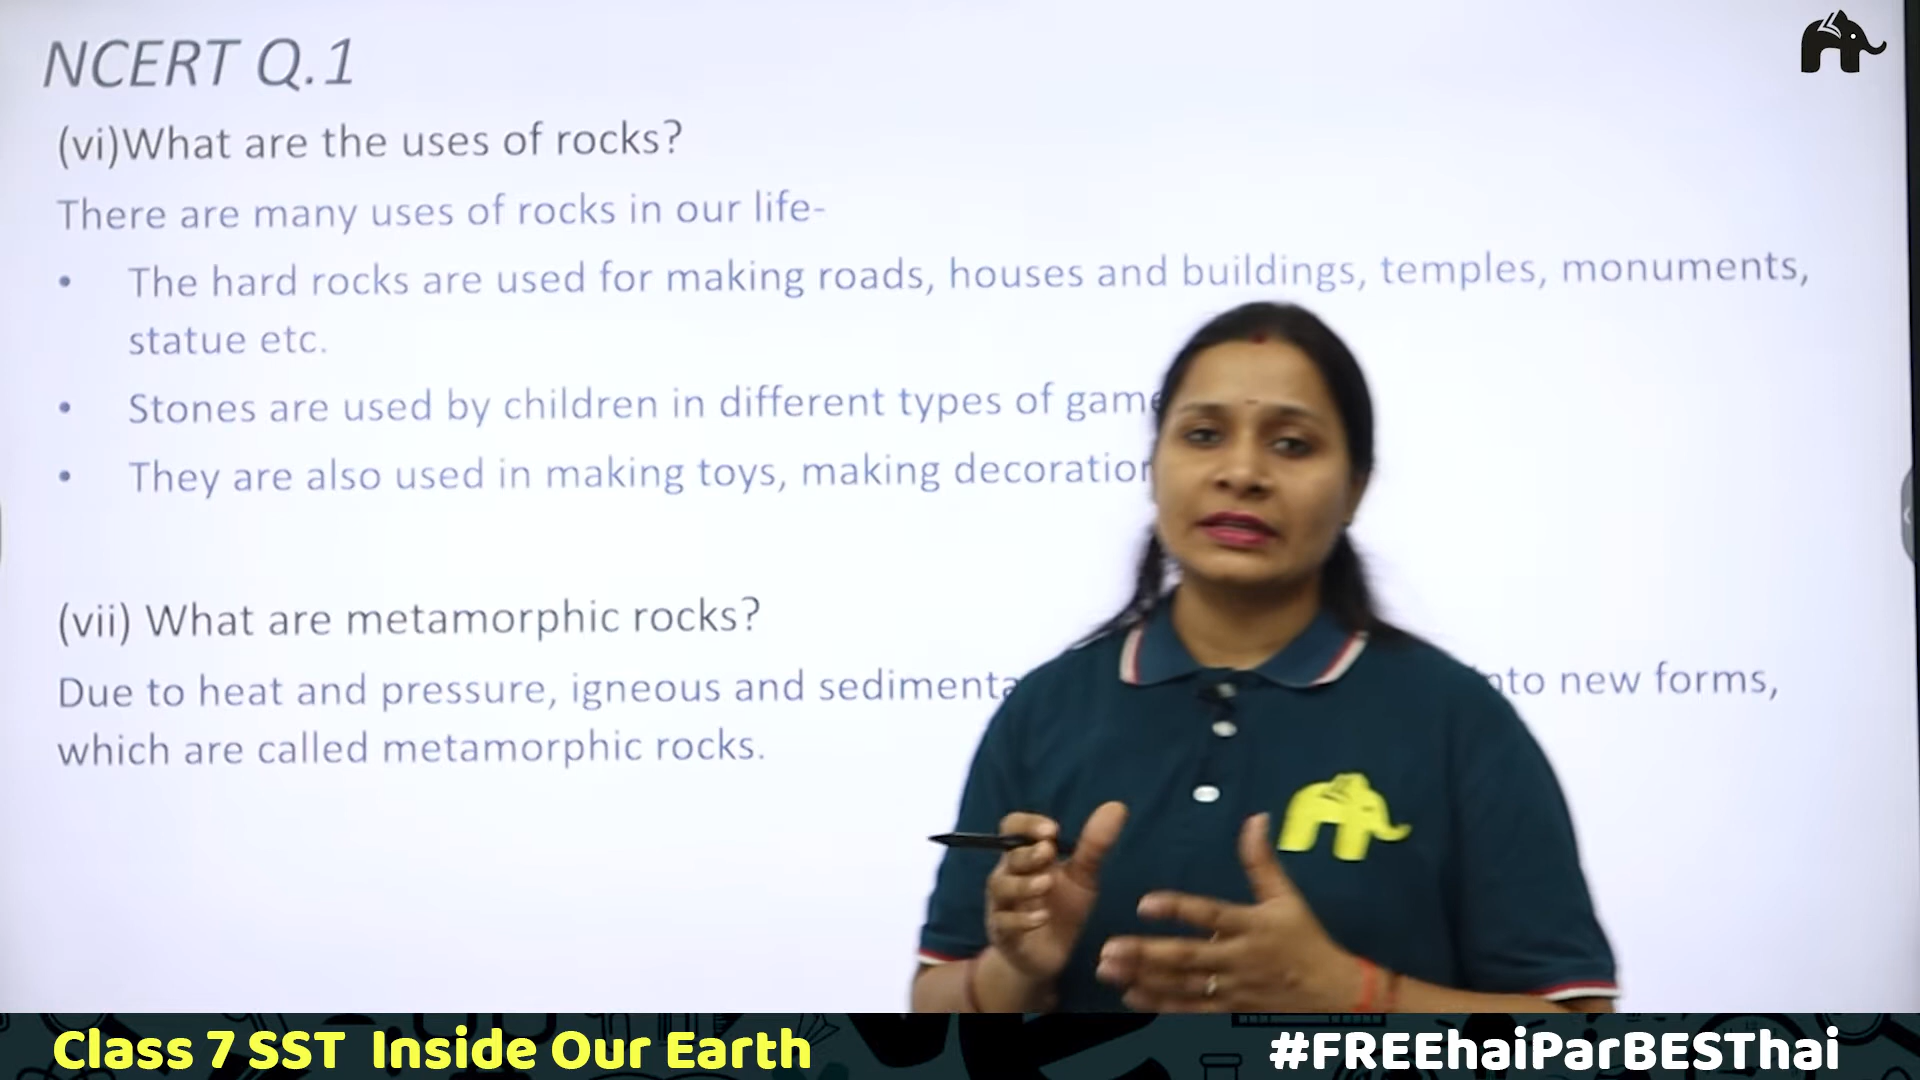 NCERT Q.1
(vi)What are the uses of rocks?
There are many uses of rocks in our life-
• The hard rocks are used for making roads, houses and buildings, temples, monuments,
statue etc.
• Stones are used by children in different types of
• They are also used in making toys, making
(vii) What are metamorphic rocks?
Due to heat and pressure, igneous and new forms,
which are called metamorphic rocks.
Class 7 SST Inside Our Earth
#FREEhaiParBESThai